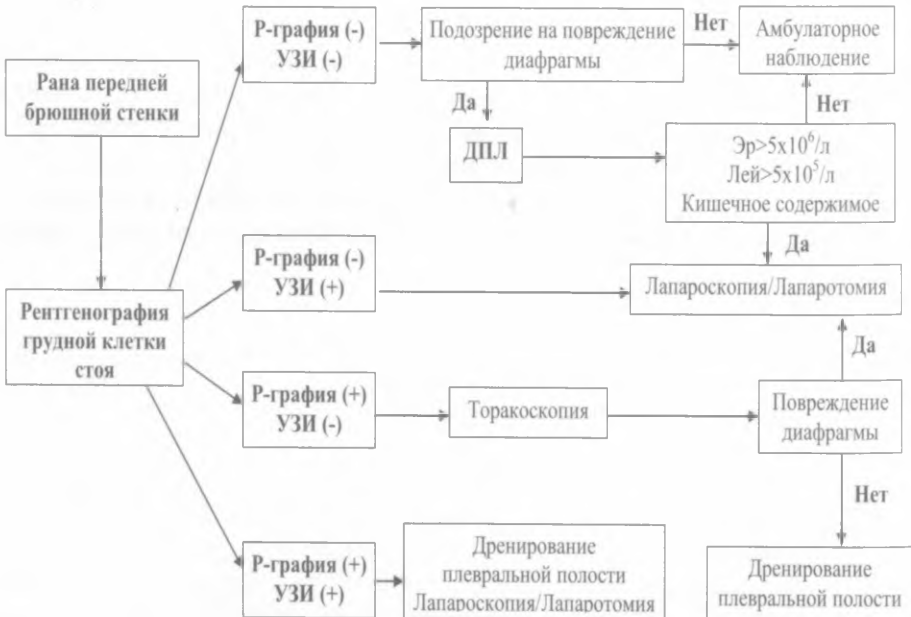 Рана передней
брюшной стенки
Рентгенография
грудной клетки
стоя
Р-графия (-)
УЗИ (-)
Подозрение на повреждение
диафрагмы
Нет
Амбулаторное
наблюдение
Да
ДПЛ
Нет
Эр>5х10⁶/л
Лей>5х10⁵/л
Кишечное содержимое
Да
Р-графия (-)
УЗИ (+)
Лапароскопия/Лапаротомия
Да
Р-графия (+)
УЗИ (-)
Торакоскопия
Повреждение
диафрагмы
Нет
Р-графия (+)
УЗИ (+)
Дренирование
плевральной полости
Лапароскопия/Лапаротомия
Дренирование
плевральной полости